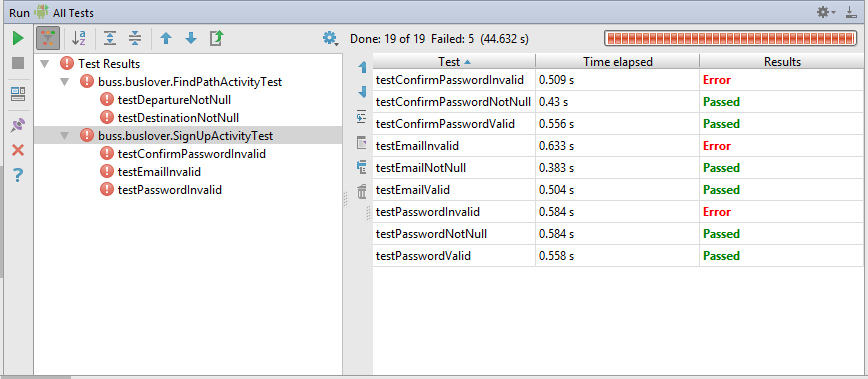 Run All Tests
Done: 19 of 19 Failed: 5 (44.632 s)
Test Results
buss.buslover.FindPathActivityTest
testDepartureNotNull
testDestinationNotNull
buss.buslover.SignUpActivityTest
testConfirmPasswordInvalid
testEmailInvalid
testPasswordInvalid
Test Time elapsed Results
testConfirmPasswordInvalid 0.509 s Error
testConfirmPasswordNotNull 0.43 s Passed
testConfirmPasswordValid 0.556 s Passed
testEmailInvalid 0.633 s Error
testEmailNotNull 0.383 s Passed
testEmailValid 0.504 s Passed
testPasswordInvalid 0.584 s Error
testPasswordNotNull 0.584 s Passed
testPasswordValid 0.558 s Passed